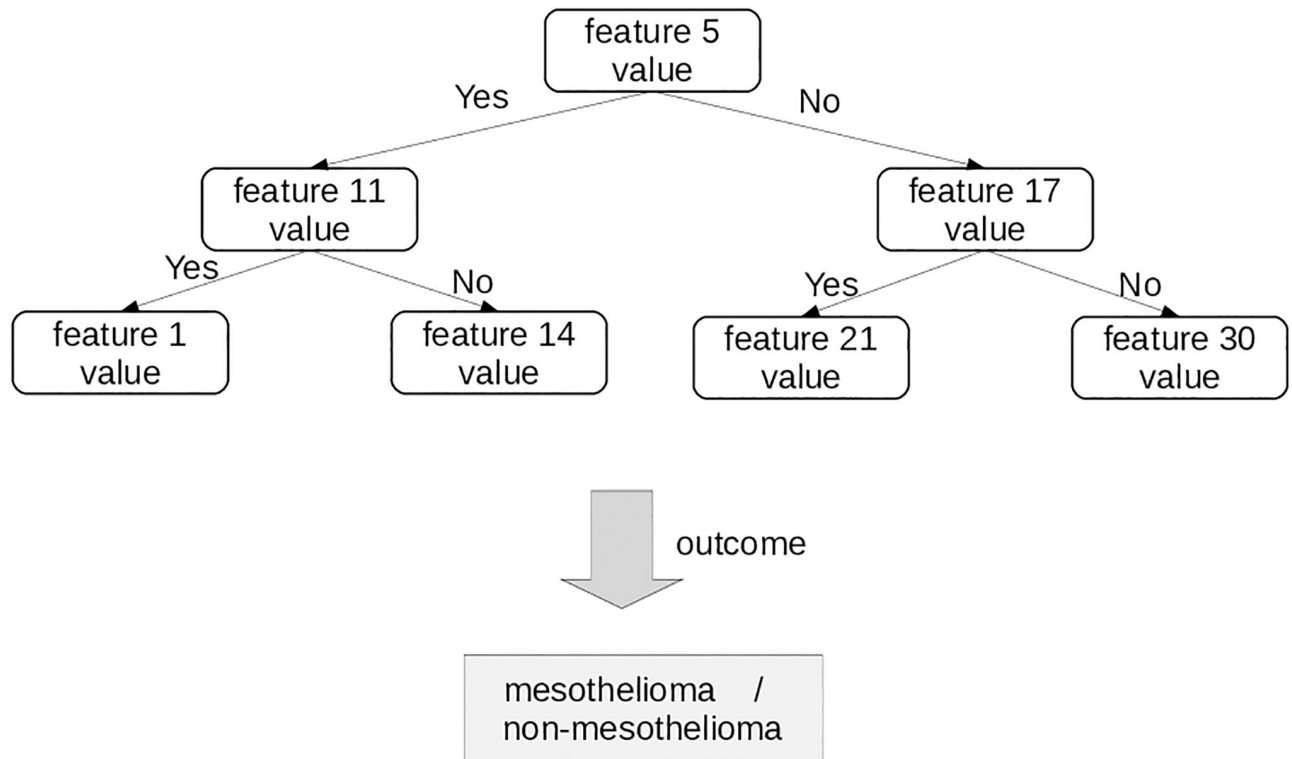 feature 5
value
Yes
No
feature 11
value
feature 17
value
Yes
No
Yes
No
feature 1
value
feature 14
value
feature 21
value
feature 30
value
outcome
mesothelioma /
non-mesothelioma